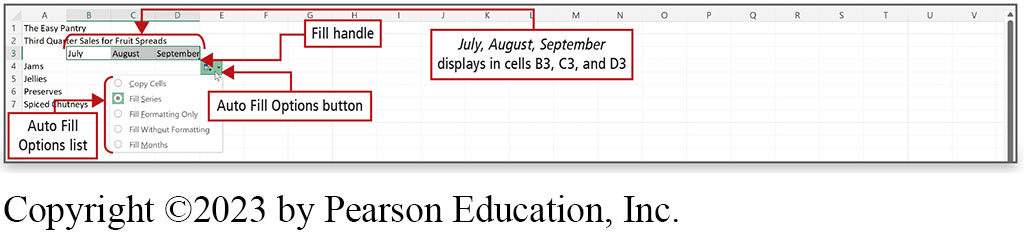 A B C D E F G H I J K L M N O P Q R S T U V
1 The Easy Pantry
2 Third Quarter Sales for Fruit Spreads
3 July August September
4 Jams
5 Jellies
6 Preserves
7 Spiced Chutneys
Fill handle
July, August, September
displays in cells B3, C3, and D3
Copy Cells
Fill Series
Fill Formatting Only
Fill Without Formatting
Fill Months
Auto Fill Options button
Auto Fill
Options list
Copyright ©2023 by Pearson Education, Inc.